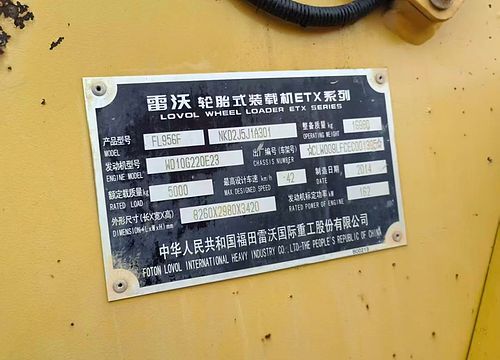 雷沃 轮胎式装载机ETX系列
LOVOL WHEEL LOADER ETX SERIES
产品型号 FL956F NKD2J5J1A301 整备质量 kg
MODEL OPERATING WEIGHT
发动机型号 WD10G220E23 出厂编号(车架号)
ENGINE MODEL CHASSIS NUMBER
额定载质量 kg 5000 最高设计车速 km/h 42 制造日期 2014
RATED LOAD MAX DESIGNED SPEED DATE
外形尺寸(长X宽X高) 8260X2980X3420 发动机额定功率 kW 162
DIMENSION(LxWxH) mm RATED POWER OF ENGINE
中华人民共和国福田雷沃国际重工股份有限公司
FOTON LOVOL INTERNATIONAL HEAVY INDUSTRY CO.,LTD-THE PEOPLE'S REPUBLIC OF CHINA